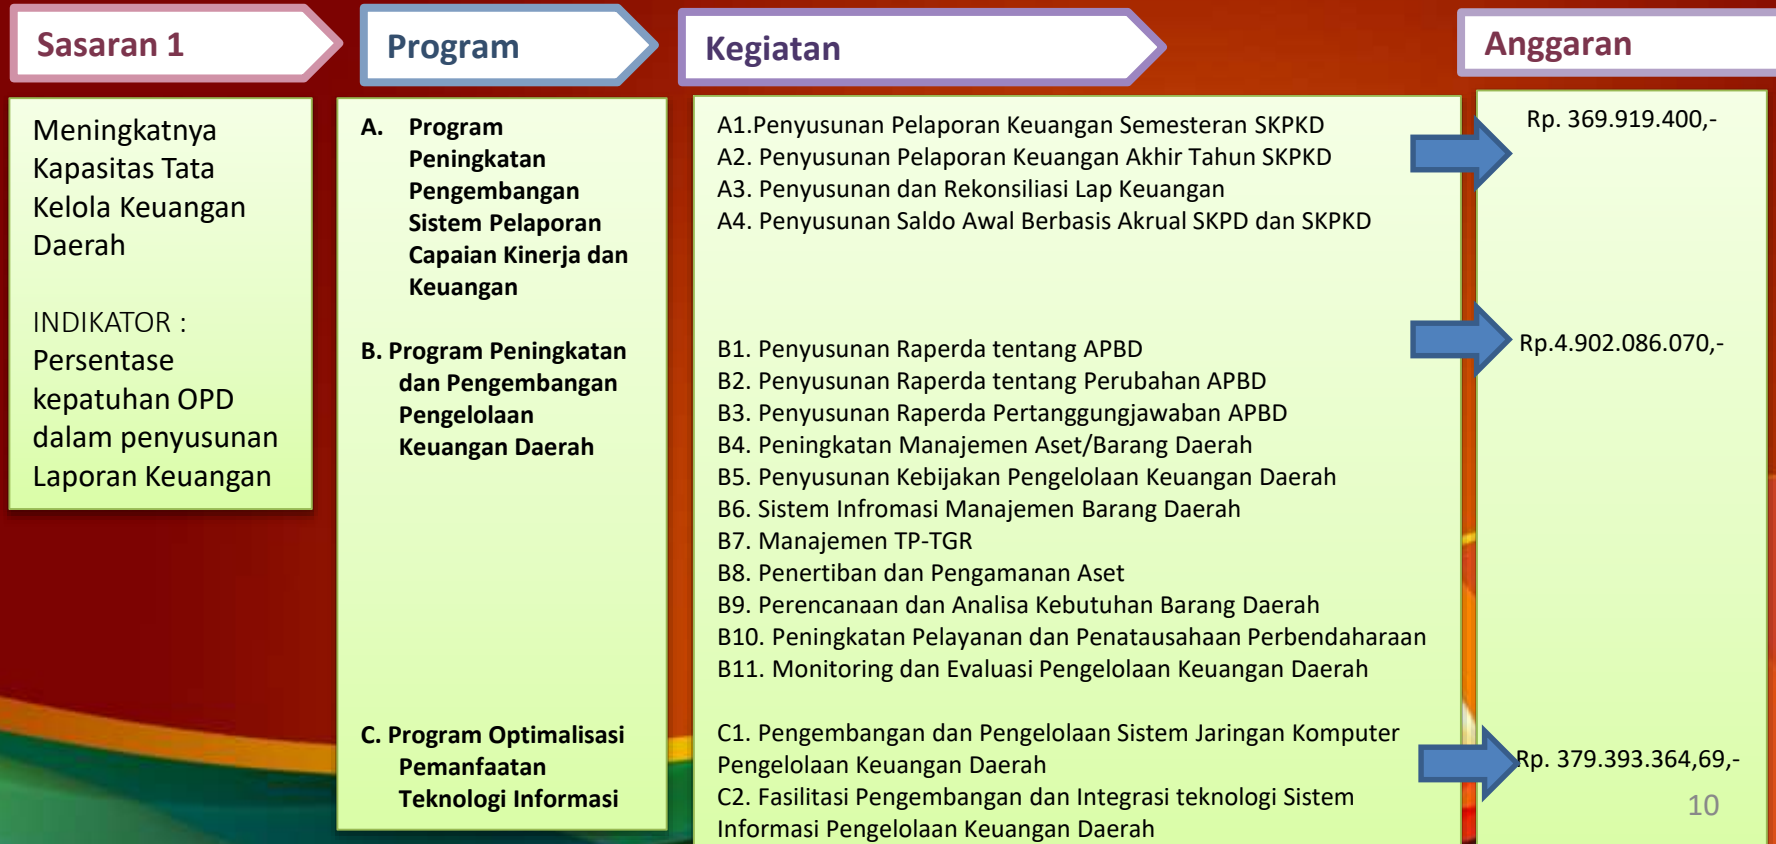 Sasaran 1
Program
Kegiatan
Anggaran
Meningkatnya
Kapasitas Tata
Kelola Keuangan
Daerah
INDIKATOR :
Persentase
kepatuhan OPD
dalam penyusunan
Laporan Keuangan
A. Program
Peningkatan
Pengembangan
Sistem Pelaporan
Capaian Kinerja dan
Keuangan
B. Program Peningkatan
dan Pengembangan
Pengelolaan
Keuangan Daerah
C. Program Optimalisasi
Pemanfaatan
Teknologi Informasi
A1.Penyusunan Pelaporan Keuangan Semesteran SKPKD
A2. Penyusunan Pelaporan Keuangan Akhir Tahun SKPKD
A3. Penyusunan dan Rekonsiliasi Lap Keuangan
A4. Penyusunan Saldo Awal Berbasis Akrual SKPD dan SKPKD
B1. Penyusunan Raperda tentang APBD
B2. Penyusunan Raperda tentang Perubahan APBD
B3. Penyusunan Raperda Pertanggungjawaban APBD
B4. Peningkatan Manajemen Aset/Barang Daerah
B5. Penyusunan Kebijakan Pengelolaan Keuangan Daerah
B6. Sistem Infromasi Manajemen Barang Daerah
B7. Manajemen TP-TGR
B8. Penertiban dan Pengamanan Aset
B9. Perencanaan dan Analisa Kebutuhan Barang Daerah
B10. Peningkatan Pelayanan dan Penatausahaan Perbendaharaan
B11. Monitoring dan Evaluasi Pengelolaan Keuangan Daerah
C1. Pengembangan dan Pengelolaan Sistem Jaringan Komputer
Pengelolaan Keuangan Daerah
C2. Fasilitasi Pengembangan dan Integrasi teknologi Sistem
Informasi Pengelolaan Keuangan Daerah
Rp. 369.919.400,-
Rp.4.902.086.070,-
Rp. 379.393.364,69,-
10